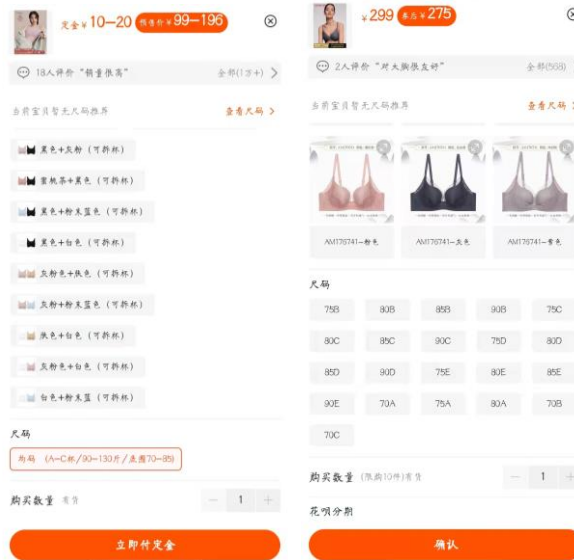 定金¥10-20 预售价¥99-196
18人评价“销量很高” 全部(1万+)
当前宝贝暂无尺码推荐 查看尺码
黑色+灰粉（可拆杯）
蜜桃茶+黑色（可拆杯）
黑色+粉末蓝色（可拆杯）
黑色+白色（可拆杯）
灰粉色+肤色（可拆杯）
灰粉+粉末蓝色（可拆杯）
肤色+白色（可拆杯）
灰粉色+白色（可拆杯）
白色+粉末蓝（可拆杯）
尺码
均码 (A-C杯/90-130斤/底围70-85)
购买数量 有货 1
立即付定金
¥299 券后¥275
2人评价“对大胸很友好” 全部(568)
当前宝贝暂无尺码推荐 查看尺码
AM176741-粉色 AM176741-灰色 AM176741-紫色
尺码
75B 80B 85B 90B 75C
80C 85C 90C 75D 80D
85D 90D 75E 80E 85E
90E 70A 75A 80A 70B
70C
购买数量 (限购10件)有货 1
花呗分期
确认